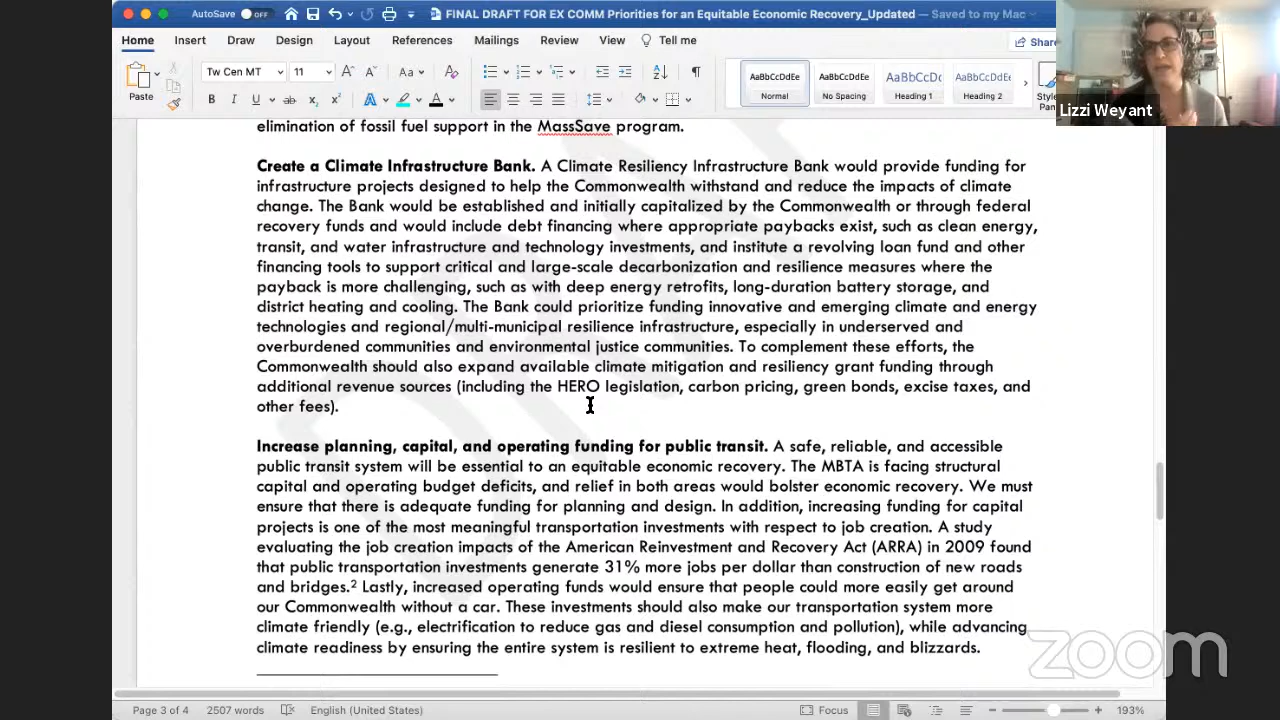 AutoSave OFF
FINAL DRAFT FOR EX COMM Priorities for an Equitable Economic Recovery_Updated — Saved to my Mac
Home Insert Draw Design Layout References Mailings Review View Tell me
Share
Paste
Tw Cen MT 11
AaBbCcDdEe AaBbCcDdEe AaBbCcDc AaBbCcDdEe
Normal No Spacing Heading 1 Heading 2
Lizzi Weyant
elimination of fossil fuel support in the MassSave program.
Create a Climate Infrastructure Bank. A Climate Resiliency Infrastructure Bank would provide funding for
infrastructure projects designed to help the Commonwealth withstand and reduce the impacts of climate
change. The Bank would be established and initially capitalized by the Commonwealth or through federal
recovery funds and would include debt financing where appropriate paybacks exist, such as clean energy,
transit, and water infrastructure and technology investments, and institute a revolving loan fund and other
financing tools to support critical and large-scale decarbonization and resilience measures where the
payback is more challenging, such as with deep energy retrofits, long-duration battery storage, and
district heating and cooling. The Bank could prioritize funding innovative and emerging climate and energy
technologies and regional/multi-municipal resilience infrastructure, especially in underserved and
overburdened communities and environmental justice communities. To complement these efforts, the
Commonwealth should also expand available climate mitigation and resiliency grant funding through
additional revenue sources (including the HERO legislation, carbon pricing, green bonds, excise taxes, and
other fees).
Increase planning, capital, and operating funding for public transit. A safe, reliable, and accessible
public transit system will be essential to an equitable economic recovery. The MBTA is facing structural
capital and operating budget deficits, and relief in both areas would bolster economic recovery. We must
ensure that there is adequate funding for planning and design. In addition, increasing funding for capital
projects is one of the most meaningful transportation investments with respect to job creation. A study
evaluating the job creation impacts of the American Reinvestment and Recovery Act (ARRA) in 2009 found
that public transportation investments generate 31% more jobs per dollar than construction of new roads
and bridges.² Lastly, increased operating funds would ensure that people could more easily get around
our Commonwealth without a car. These investments should also make our transportation system more
climate friendly (e.g., electrification to reduce gas and diesel consumption and pollution), while advancing
climate readiness by ensuring the entire system is resilient to extreme heat, flooding, and blizzards.
zoom
Page 3 of 4 2507 words English (United States) Focus 193%